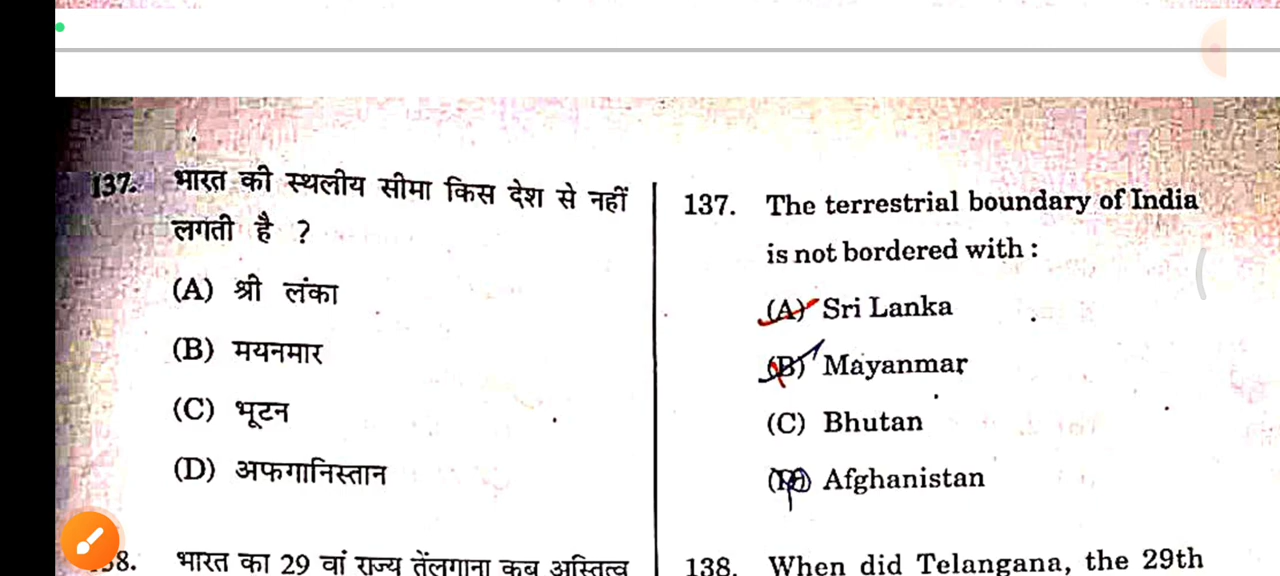 137. भारत की स्थलीय सीमा किस देश से नहीं
लगती है ?
(A) श्री लंका
(B) मयनमार
(C) भूटन
(D) अफगानिस्तान
38. भारत का 29 वां राज्य तेंलगाना कब अस्तित्व
137. The terrestrial boundary of India
is not bordered with :
(A) Sri Lanka
(B) Mayanmar
(C) Bhutan
(D) Afghanistan
138. When did Telangana, the 29th